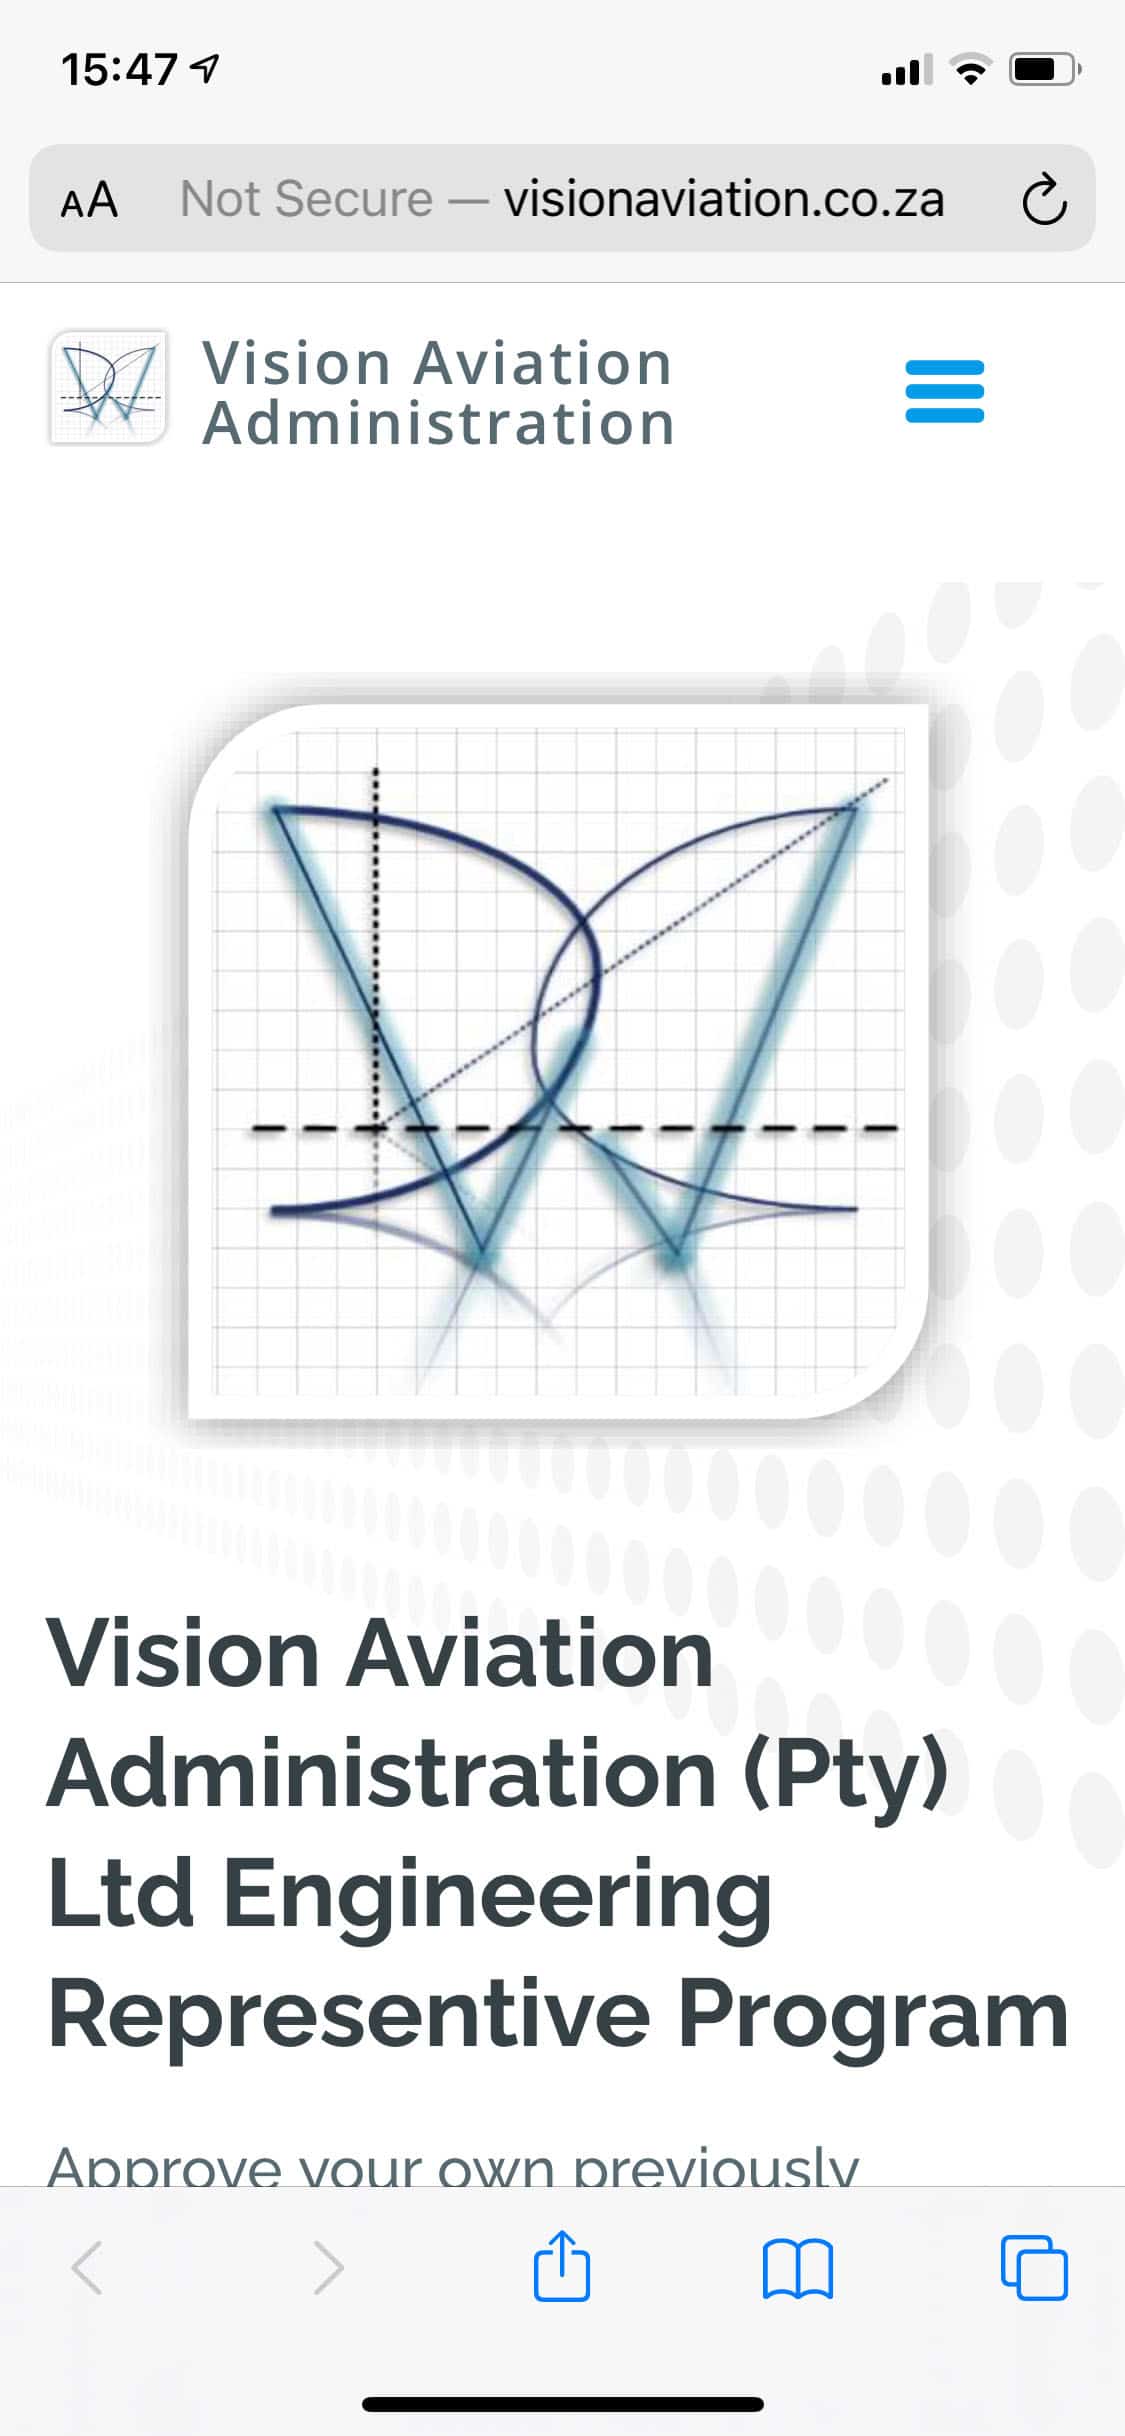 15:47
AA Not Secure — visionaviation.co.za
Vision Aviation
Administration
Vision Aviation
Administration (Pty)
Ltd Engineering
Representive Program
Approve your own previously